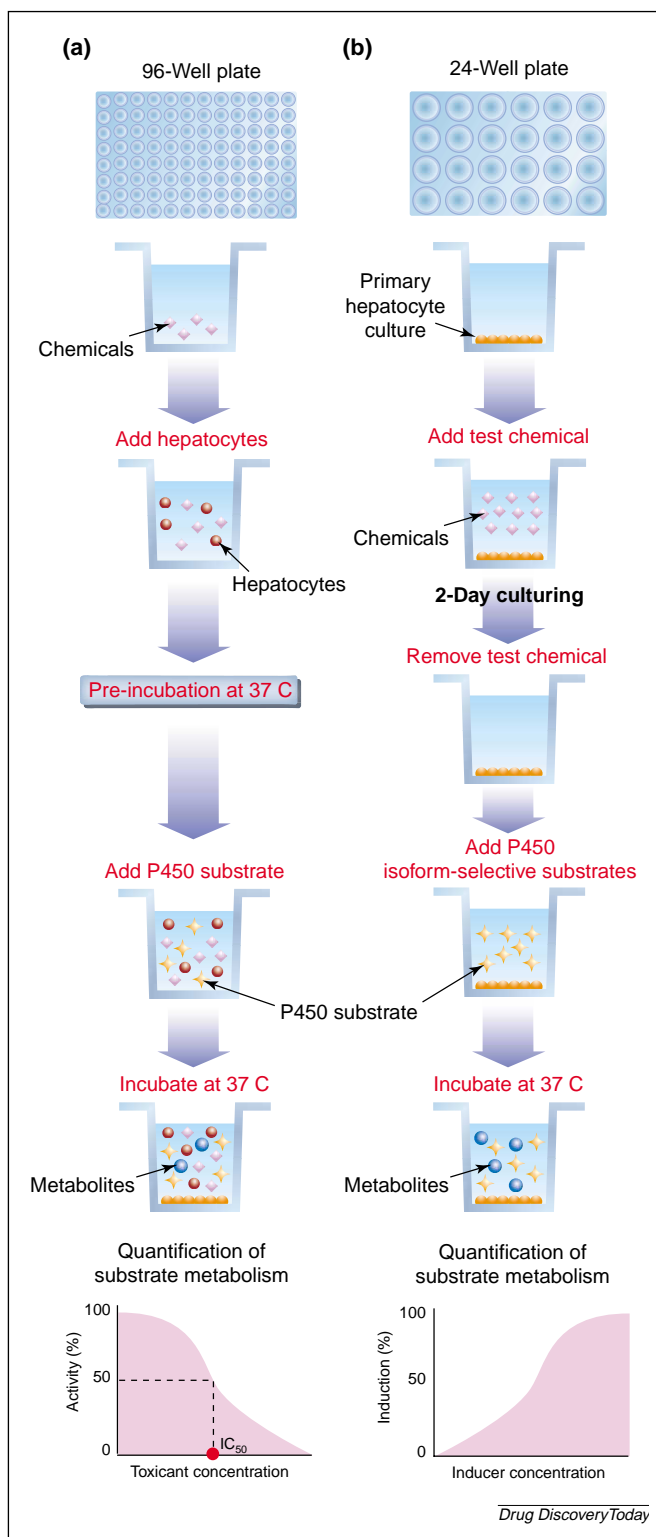 (a)
96-Well plate
Chemicals
Add hepatocytes
Hepatocytes
Pre-incubation at 37 C
Add P450 substrate
P450 substrate
Incubate at 37 C
Metabolites
Quantification of
substrate metabolism
100
50
0
Activity (%)
IC50
Toxicant concentration
(b)
24-Well plate
Primary
hepatocyte
culture
Add test chemical
Chemicals
2-Day culturing
Remove test chemical
Add P450
isoform-selective substrates
Incubate at 37 C
Metabolites
Quantification of
substrate metabolism
100
50
0
Induction (%)
Inducer concentration
Drug DiscoveryToday